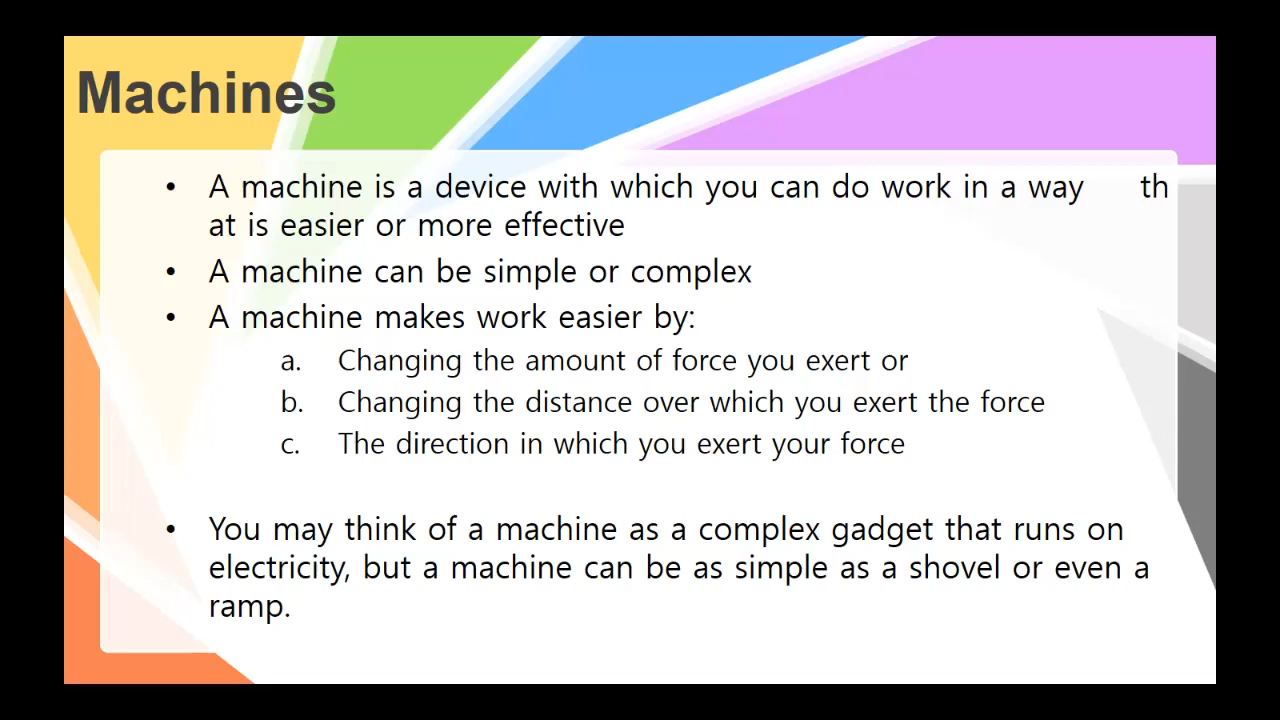 Machines
• A machine is a device with which you can do work in a way th
at is easier or more effective
• A machine can be simple or complex
• A machine makes work easier by:
a. Changing the amount of force you exert or
b. Changing the distance over which you exert the force
c. The direction in which you exert your force
• You may think of a machine as a complex gadget that runs on
electricity, but a machine can be as simple as a shovel or even a
ramp.